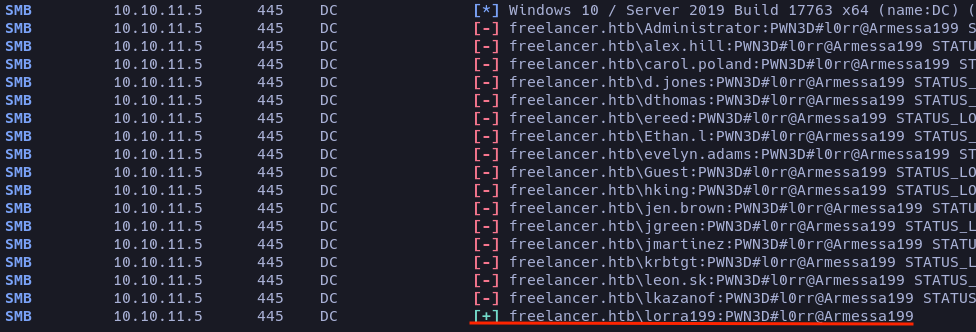 SMB 10.10.11.5 445 DC [*] Windows 10 / Server 2019 Build 17763 x64 (name:DC) (
SMB 10.10.11.5 445 DC [-] freelancer.htb\Administrator:PWN3D#l0rr@Armessa199 S
SMB 10.10.11.5 445 DC [-] freelancer.htb\alex.hill:PWN3D#l0rr@Armessa199 STATU
SMB 10.10.11.5 445 DC [-] freelancer.htb\carol.poland:PWN3D#l0rr@Armessa199 ST
SMB 10.10.11.5 445 DC [-] freelancer.htb\d.jones:PWN3D#l0rr@Armessa199 STATUS_
SMB 10.10.11.5 445 DC [-] freelancer.htb\dthomas:PWN3D#l0rr@Armessa199 STATUS_
SMB 10.10.11.5 445 DC [-] freelancer.htb\ereed:PWN3D#l0rr@Armessa199 STATUS_LO
SMB 10.10.11.5 445 DC [-] freelancer.htb\Ethan.l:PWN3D#l0rr@Armessa199 STATUS_
SMB 10.10.11.5 445 DC [-] freelancer.htb\evelyn.adams:PWN3D#l0rr@Armessa199 ST
SMB 10.10.11.5 445 DC [-] freelancer.htb\Guest:PWN3D#l0rr@Armessa199 STATUS_LO
SMB 10.10.11.5 445 DC [-] freelancer.htb\hking:PWN3D#l0rr@Armessa199 STATUS_LO
SMB 10.10.11.5 445 DC [-] freelancer.htb\jen.brown:PWN3D#l0rr@Armessa199 STATU
SMB 10.10.11.5 445 DC [-] freelancer.htb\jgreen:PWN3D#l0rr@Armessa199 STATUS_L
SMB 10.10.11.5 445 DC [-] freelancer.htb\jmartinez:PWN3D#l0rr@Armessa199 STATU
SMB 10.10.11.5 445 DC [-] freelancer.htb\krbtgt:PWN3D#l0rr@Armessa199 STATUS_L
SMB 10.10.11.5 445 DC [-] freelancer.htb\leon.sk:PWN3D#l0rr@Armessa199 STATUS_
SMB 10.10.11.5 445 DC [-] freelancer.htb\lkazanof:PWN3D#l0rr@Armessa199 STATUS
SMB 10.10.11.5 445 DC [+] freelancer.htb\lorra199:PWN3D#l0rr@Armessa199